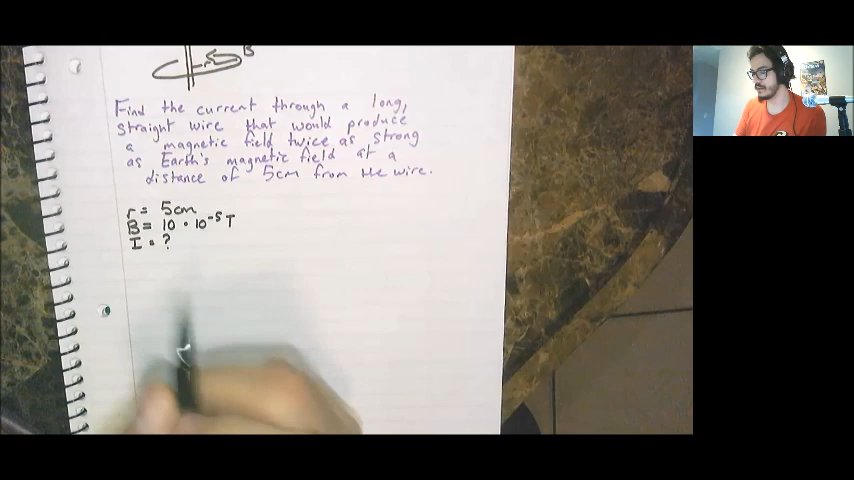 B
r
Find the current through a long,
straight wire that would produce
a magnetic field twice as strong
as Earth's magnetic field at a
distance of 5cm from the wire.
r = 5cm
B = 10 · 10⁻⁵ T
I = ?